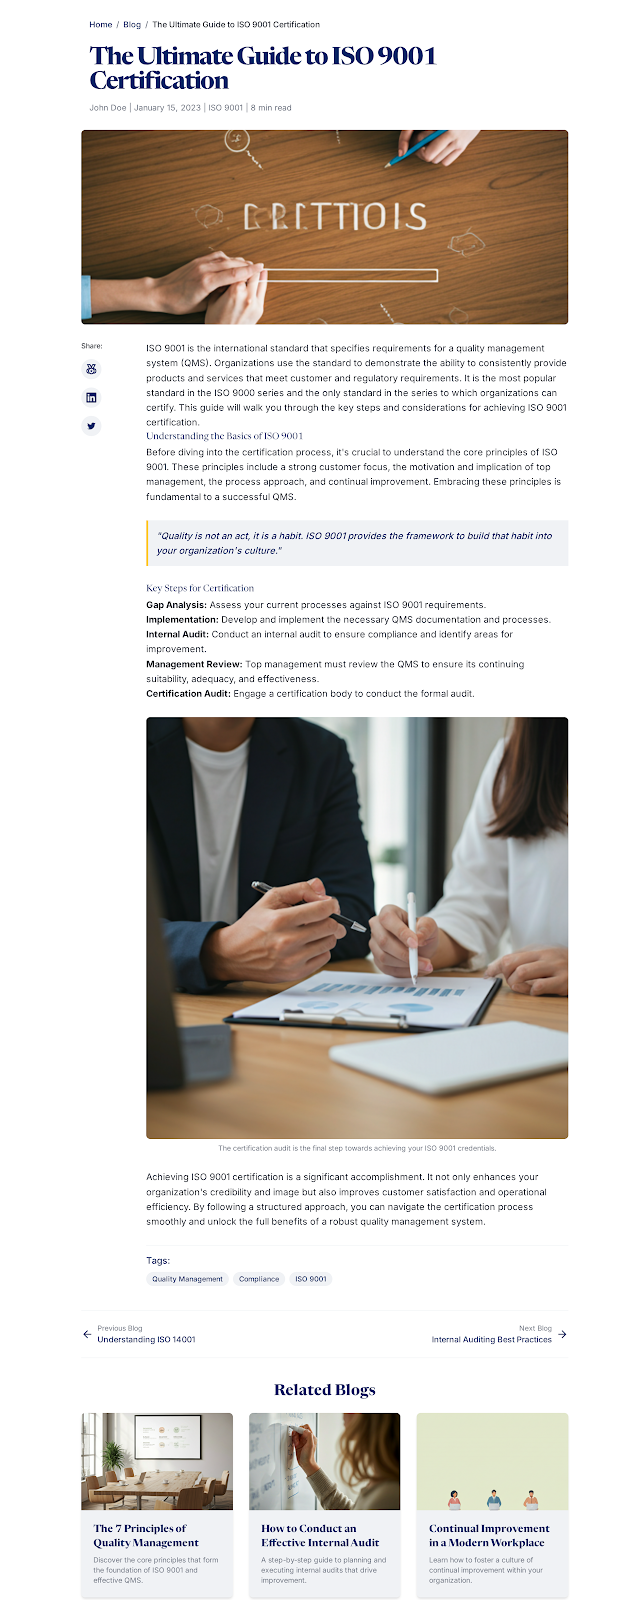 Home / Blog / The Ultimate Guide to ISO 9001 Certification
The Ultimate Guide to ISO 9001
Certification
John Doe | January 15, 2023 | ISO 9001 | 8 min read
Share:
ISO 9001 is the international standard that specifies requirements for a quality management
system (QMS). Organizations use the standard to demonstrate the ability to consistently provide
products and services that meet customer and regulatory requirements. It is the most popular
standard in the ISO 9000 series and the only standard in the series to which organizations can
certify. This guide will walk you through the key steps and considerations for achieving ISO 9001
certification.
Understanding the Basics of ISO 9001
Before diving into the certification process, it's crucial to understand the core principles of ISO
9001. These principles include a strong customer focus, the motivation and implication of top
management, the process approach, and continual improvement. Embracing these principles is
fundamental to a successful QMS.
"Quality is not an act, it is a habit. ISO 9001 provides the framework to build that habit into
your organization's culture."
Key Steps for Certification
Gap Analysis: Assess your current processes against ISO 9001 requirements.
Implementation: Develop and implement the necessary QMS documentation and processes.
Internal Audit: Conduct an internal audit to ensure compliance and identify areas for
improvement.
Management Review: Top management must review the QMS to ensure its continuing
suitability, adequacy, and effectiveness.
Certification Audit: Engage a certification body to conduct the formal audit.
The certification audit is the final step towards achieving your ISO 9001 credentials.
Achieving ISO 9001 certification is a significant accomplishment. It not only enhances your
organization's credibility and image but also improves customer satisfaction and operational
efficiency. By following a structured approach, you can navigate the certification process
smoothly and unlock the full benefits of a robust quality management system.
Tags:
Quality Management Compliance ISO 9001
Previous Blog
Understanding ISO 14001
Next Blog
Internal Auditing Best Practices
Related Blogs
The 7 Principles of
Quality Management
Discover the core principles that form
the foundation of ISO 9001 and
effective QMS.
How to Conduct an
Effective Internal Audit
A step-by-step guide to planning and
executing internal audits that drive
improvement.
Continual Improvement
in a Modern Workplace
Learn how to foster a culture of
continual improvement within your
organization.